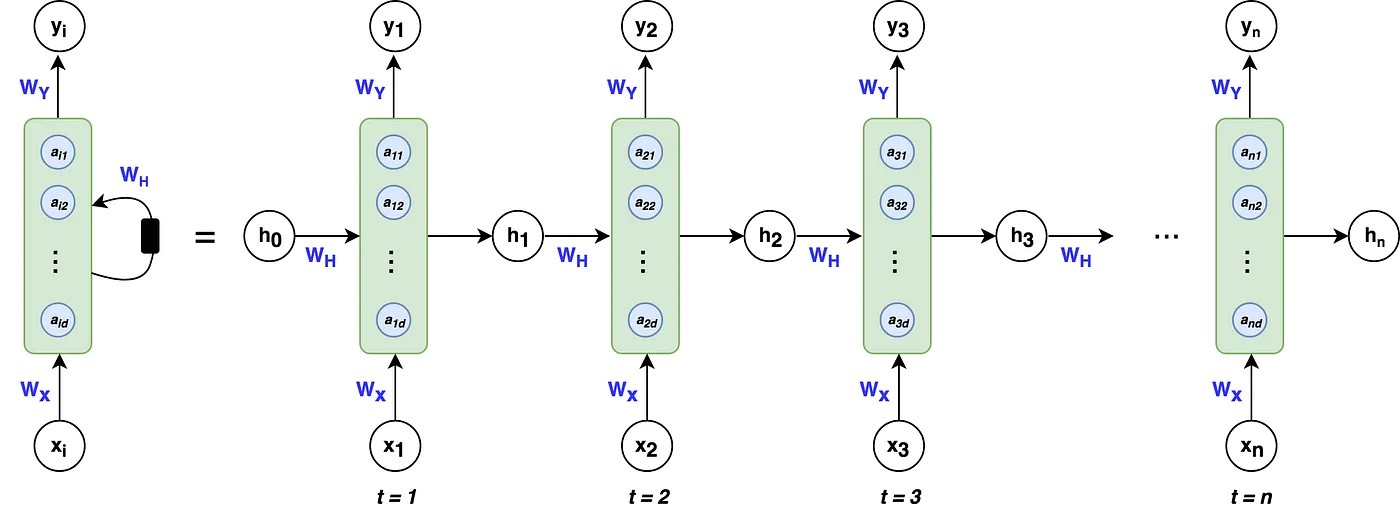 yi y1 y2 y3 yn
WY WY WY WY WY
ai1 a11 a21 a31 an1
WH
ai2 a12 a22 a32 an2
= h0 h1 h2 h3 ... hn
WH WH WH WH
⋮ ⋮ ⋮ ⋮ ⋮
aid a1d a2d a3d and
WX WX WX WX WX
xi x1 x2 x3 xn
t = 1 t = 2 t = 3 t = n